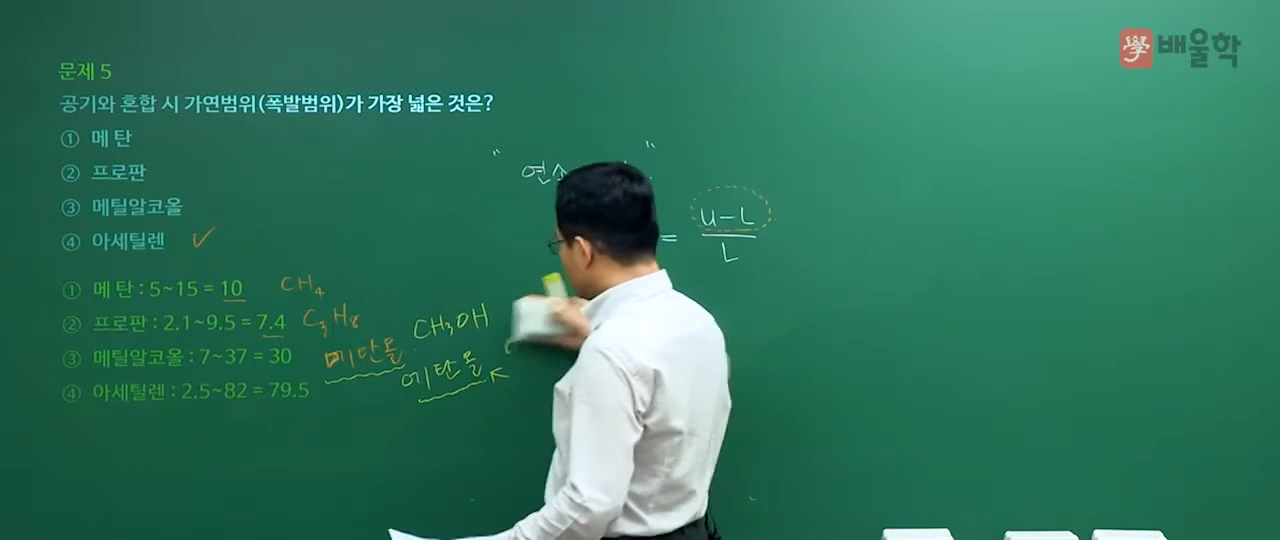 學 배울학
문제 5
공기와 혼합 시 가연범위(폭발범위)가 가장 넓은 것은?
① 메 탄
② 프로판
③ 메틸알코올
④ 아세틸렌 ✓
① 메 탄 : 5~15 = 10 CH₄
② 프로판 : 2.1~9.5 = 7.4 C₃H₈
③ 메틸알코올 : 7~37 = 30 메탄올 CH₃OH
에탄올
④ 아세틸렌 : 2.5~82 = 79.5
" 연소 "
= U-L
L